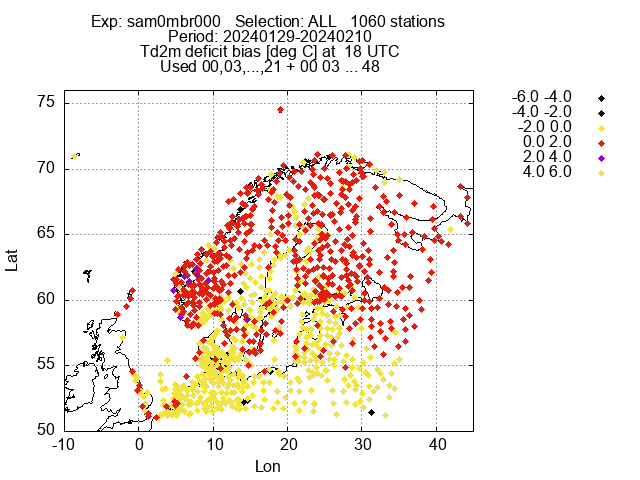 Exp: sam0mbr000   Selection: ALL   1060 stations
Period: 20240129-20240210
Td2m deficit bias [deg C] at  18 UTC
Used 00,03,...,21 + 00 03 ... 48
-6.0 -4.0
-4.0 -2.0
-2.0 0.0
0.0 2.0
2.0 4.0
4.0 6.0
75
70
65
60
55
50
Lat
-10 0 10 20 30 40
Lon